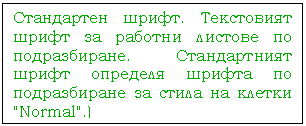 Стандартен шрифт. Текстовият
шрифт за работни листове по
подразбиране. Стандартният
шрифт определя шрифта по
подразбиране за стила на клетки
"Normal".)